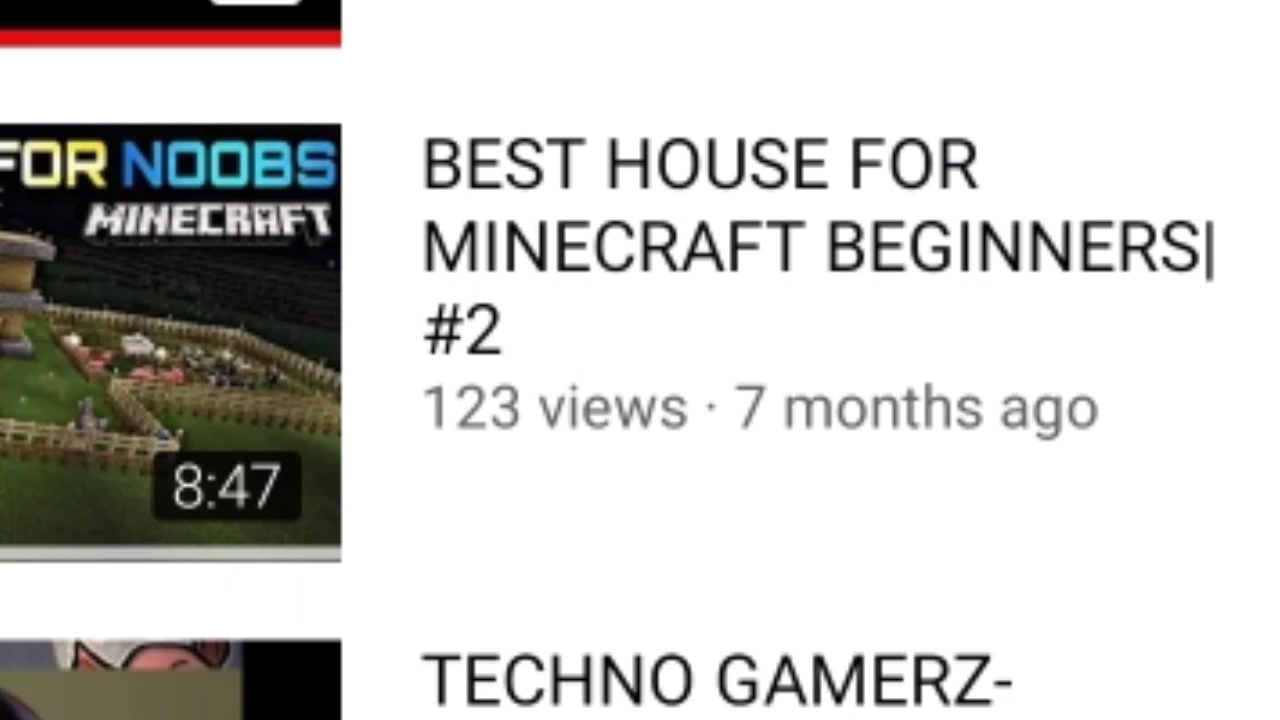 FOR NOOBS
MINECRAFT
8:47
BEST HOUSE FOR
MINECRAFT BEGINNERS|
#2
123 views · 7 months ago
TECHNO GAMERZ-